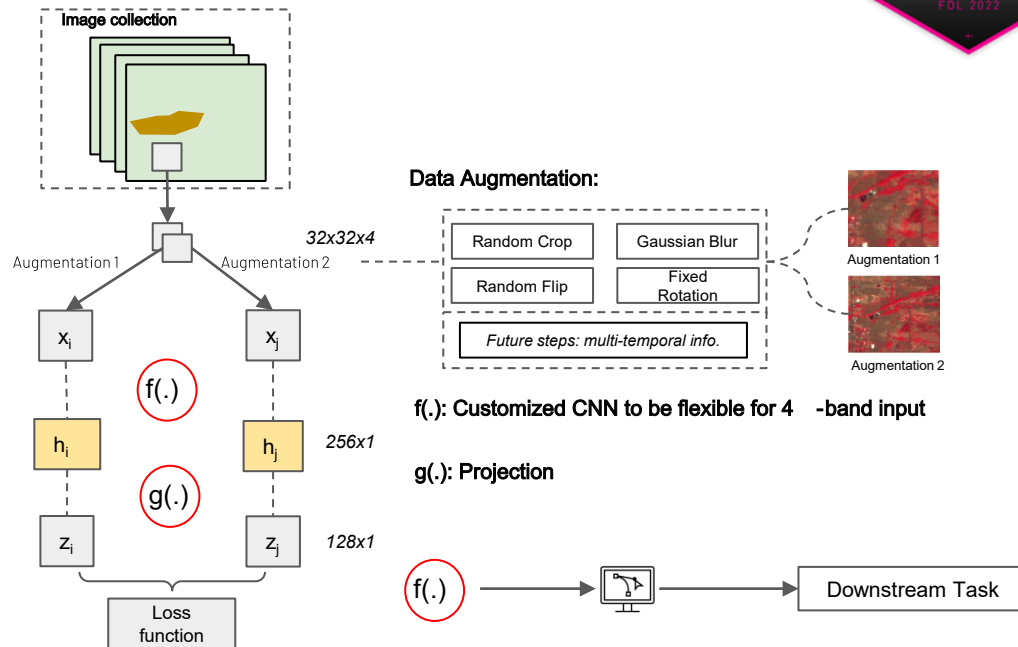 FDL 2022
Image collection
Data Augmentation:
32x32x4
Augmentation 1
Augmentation 2
Random Crop
Gaussian Blur
Random Flip
Fixed
Rotation
Future steps: multi-temporal info.
Augmentation 1
Augmentation 2
xi
xj
f(.)
f(.): Customized CNN to be flexible for 4 -band input
hi
hj
256x1
g(.)
g(.): Projection
zi
zj
128x1
f(.)
Downstream Task
Loss
function